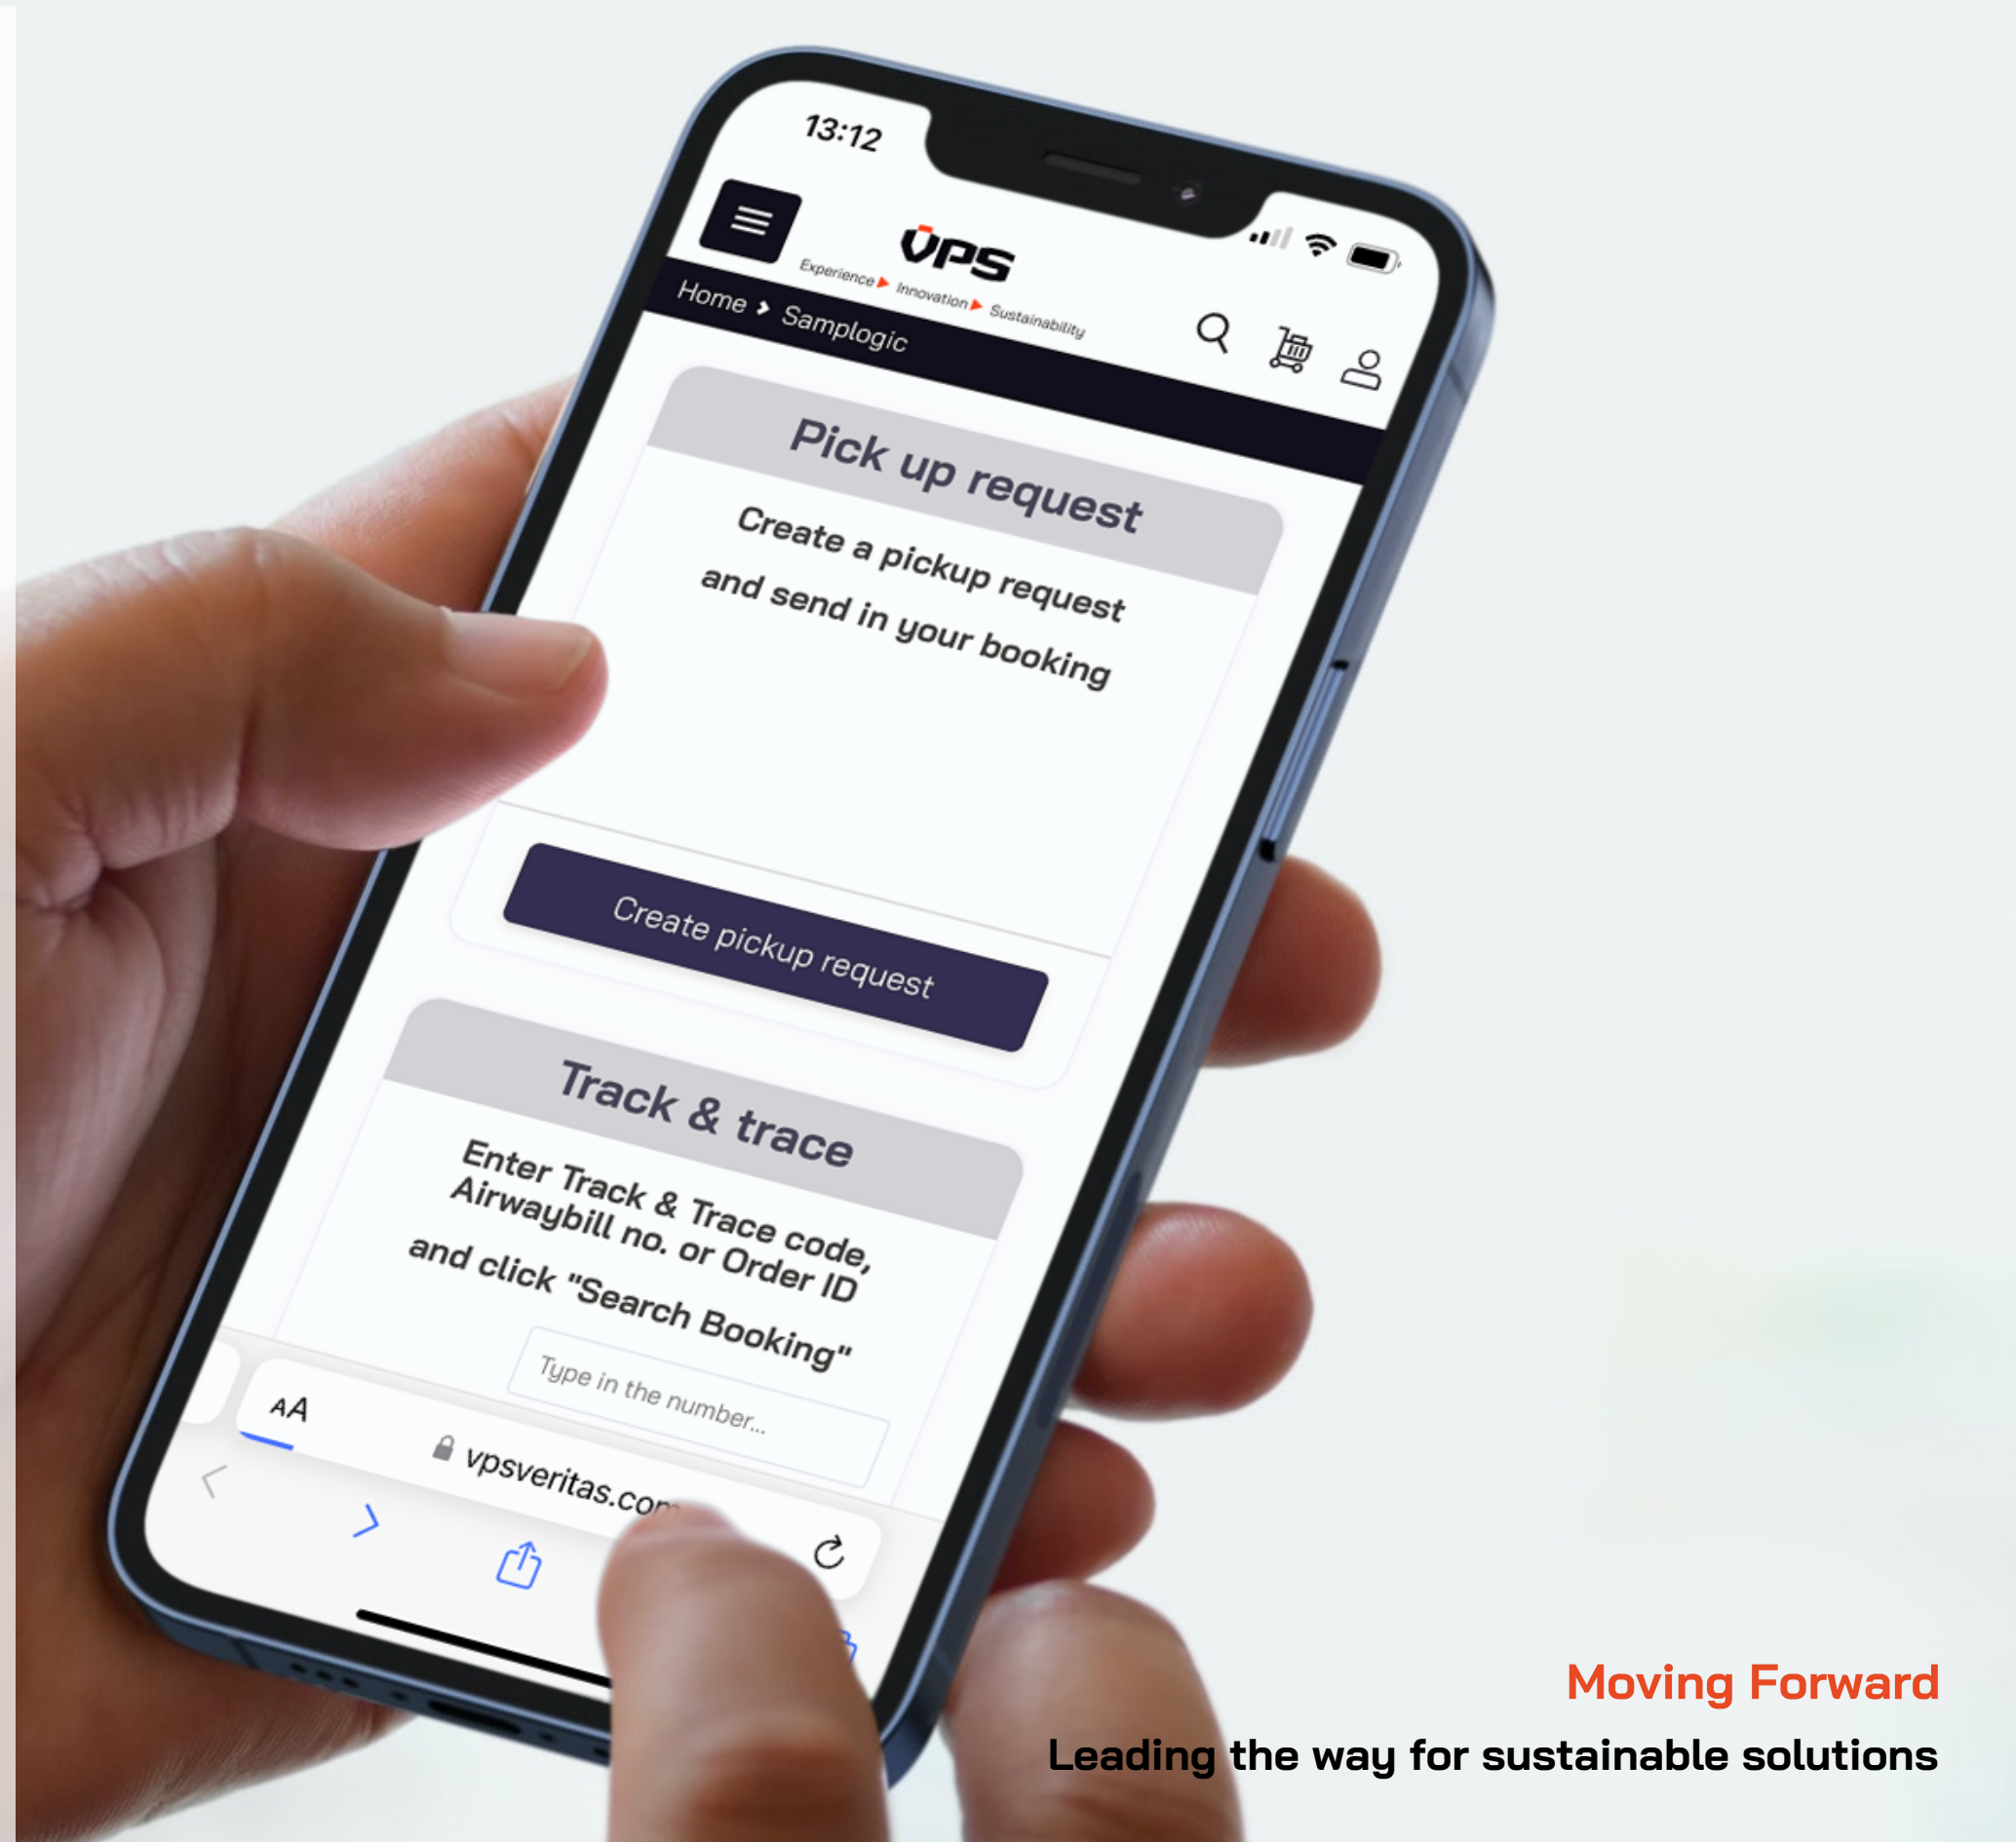 13:12
VPS
Experience ▶ Innovation ▶ Sustainability
Home > Samplogic
Pick up request
Create a pickup request
and send in your booking
Create pickup request
Track & trace
Enter Track & Trace code,
Airwaybill no. or Order ID
and click "Search Booking"
Type in the number...
AA
vpsveritas.com
Moving Forward
Leading the way for sustainable solutions